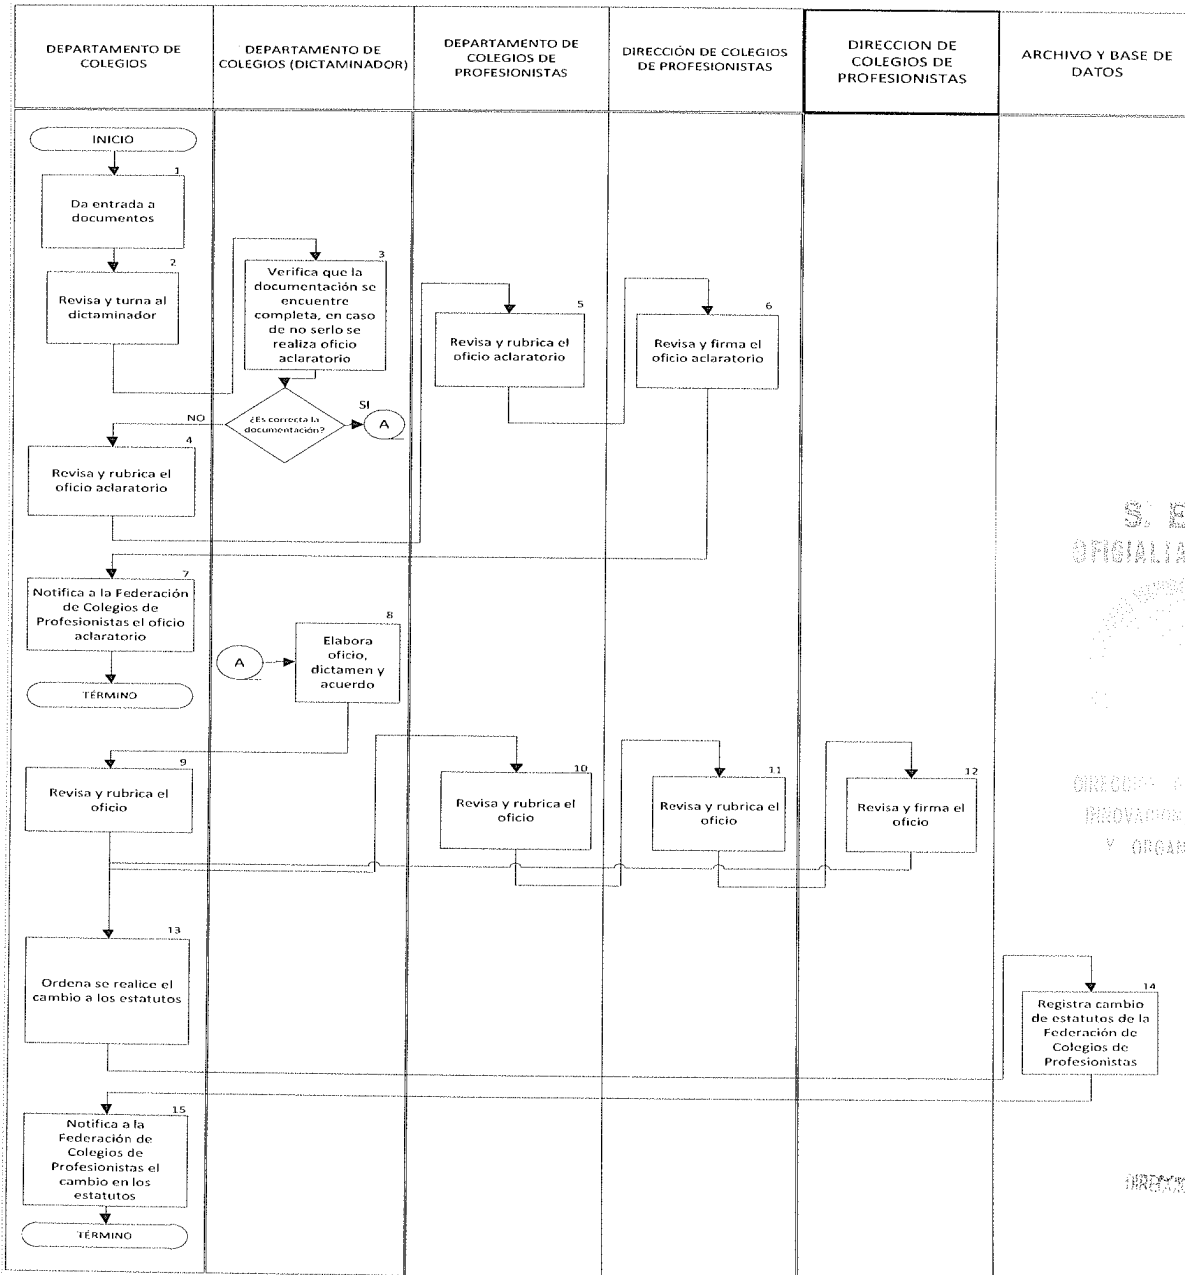 DEPARTAMENTO DE
COLEGIOS
DEPARTAMENTO DE
COLEGIOS (DICTAMINADOR)
DEPARTAMENTO DE
COLEGIOS DE
PROFESIONISTAS
DIRECCIÓN DE COLEGIOS
DE PROFESIONISTAS
DIRECCION DE
COLEGIOS DE
PROFESIONISTAS
ARCHIVO Y BASE DE
DATOS
INICIO
1
Da entrada a
documentos
2
Revisa y turna al
dictaminador
3
Verifica que la
documentación se
encuentre
completa, en caso
de no serlo se
realiza oficio
aclaratorio
¿Es correcta la
documentación?
NO
SI
A
4
Revisa y rubrica el
oficio aclaratorio
5
Revisa y rubrica el
oficio aclaratorio
6
Revisa y firma el
oficio aclaratorio
7
Notifica a la Federación
de Colegios de
Profesionistas el oficio
aclaratorio
TÉRMINO
A
8
Elabora
oficio,
dictamen y
acuerdo
9
Revisa y rubrica el
oficio
10
Revisa y rubrica el
oficio
11
Revisa y rubrica el
oficio
12
Revisa y firma el
oficio
13
Ordena se realice el
cambio a los estatutos
14
Registra cambio
de estatutos de la
Federación de
Colegios de
Profesionistas
15
Notifica a la
Federación de
Colegios de
Profesionistas el
cambio en los
estatutos
TÉRMINO
S. E
OFICIALIA
INNOVACION
Y ORGAN